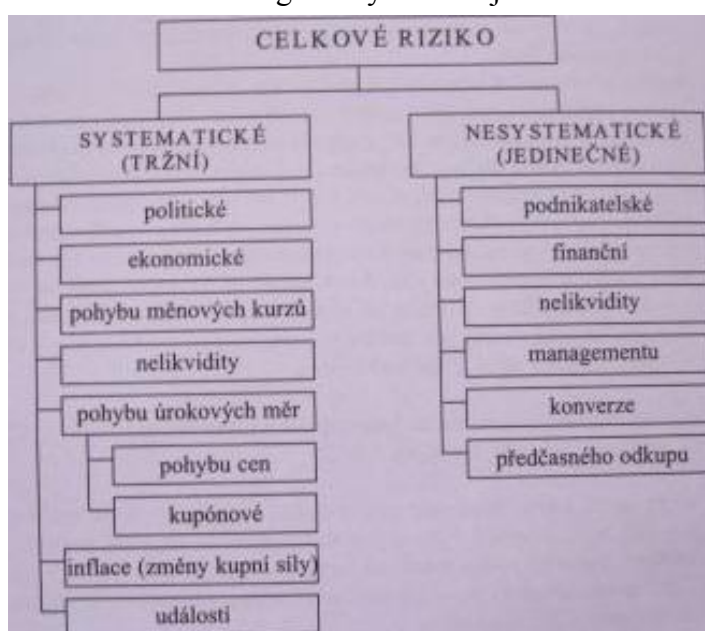 CELKOVÉ RIZIKO
SYSTEMATICKÉ
(TRŽNÍ)
politické
ekonomické
pohybu měnových kurzů
nelikvidity
pohybu úrokových měr
pohybu cen
kupónové
inflace (změny kupní síly)
událostí
NESYSTEMATICKÉ
(JEDINEČNÉ)
podnikatelské
finanční
nelikvidity
managementu
konverze
předčasného odkupu